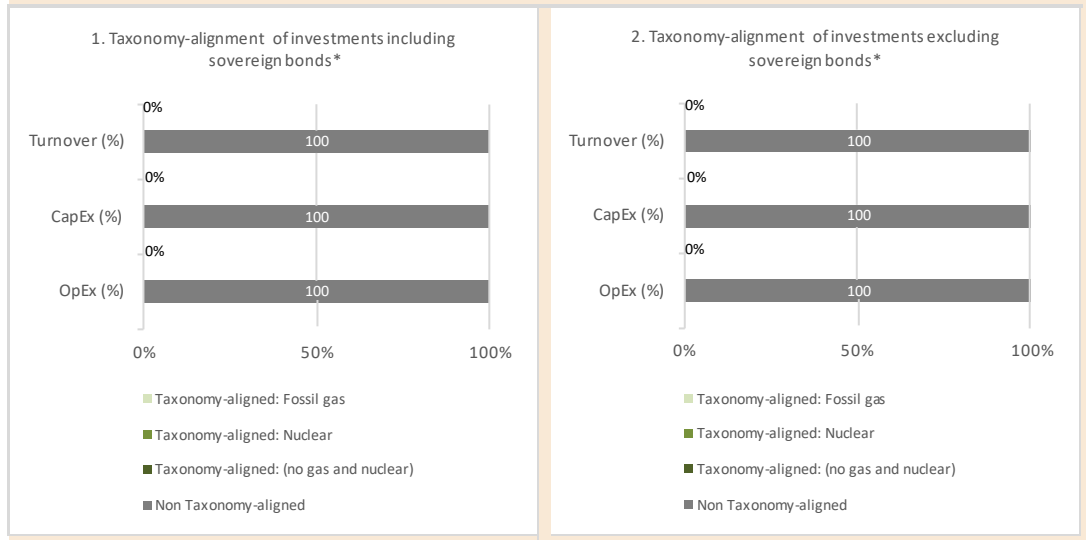 1. Taxonomy-alignment of investments including
sovereign bonds*
0%
Turnover (%)
100
0%
CapEx (%)
100
0%
OpEx (%)
100
0%
50%
100%
Taxonomy-aligned: Fossil gas
Taxonomy-aligned: Nuclear
Taxonomy-aligned: (no gas and nuclear)
Non Taxonomy-aligned
2. Taxonomy-alignment of investments excluding
sovereign bonds*
0%
Turnover (%)
100
0%
CapEx (%)
100
0%
OpEx (%)
100
0%
50%
100%
Taxonomy-aligned: Fossil gas
Taxonomy-aligned: Nuclear
Taxonomy-aligned: (no gas and nuclear)
Non Taxonomy-aligned